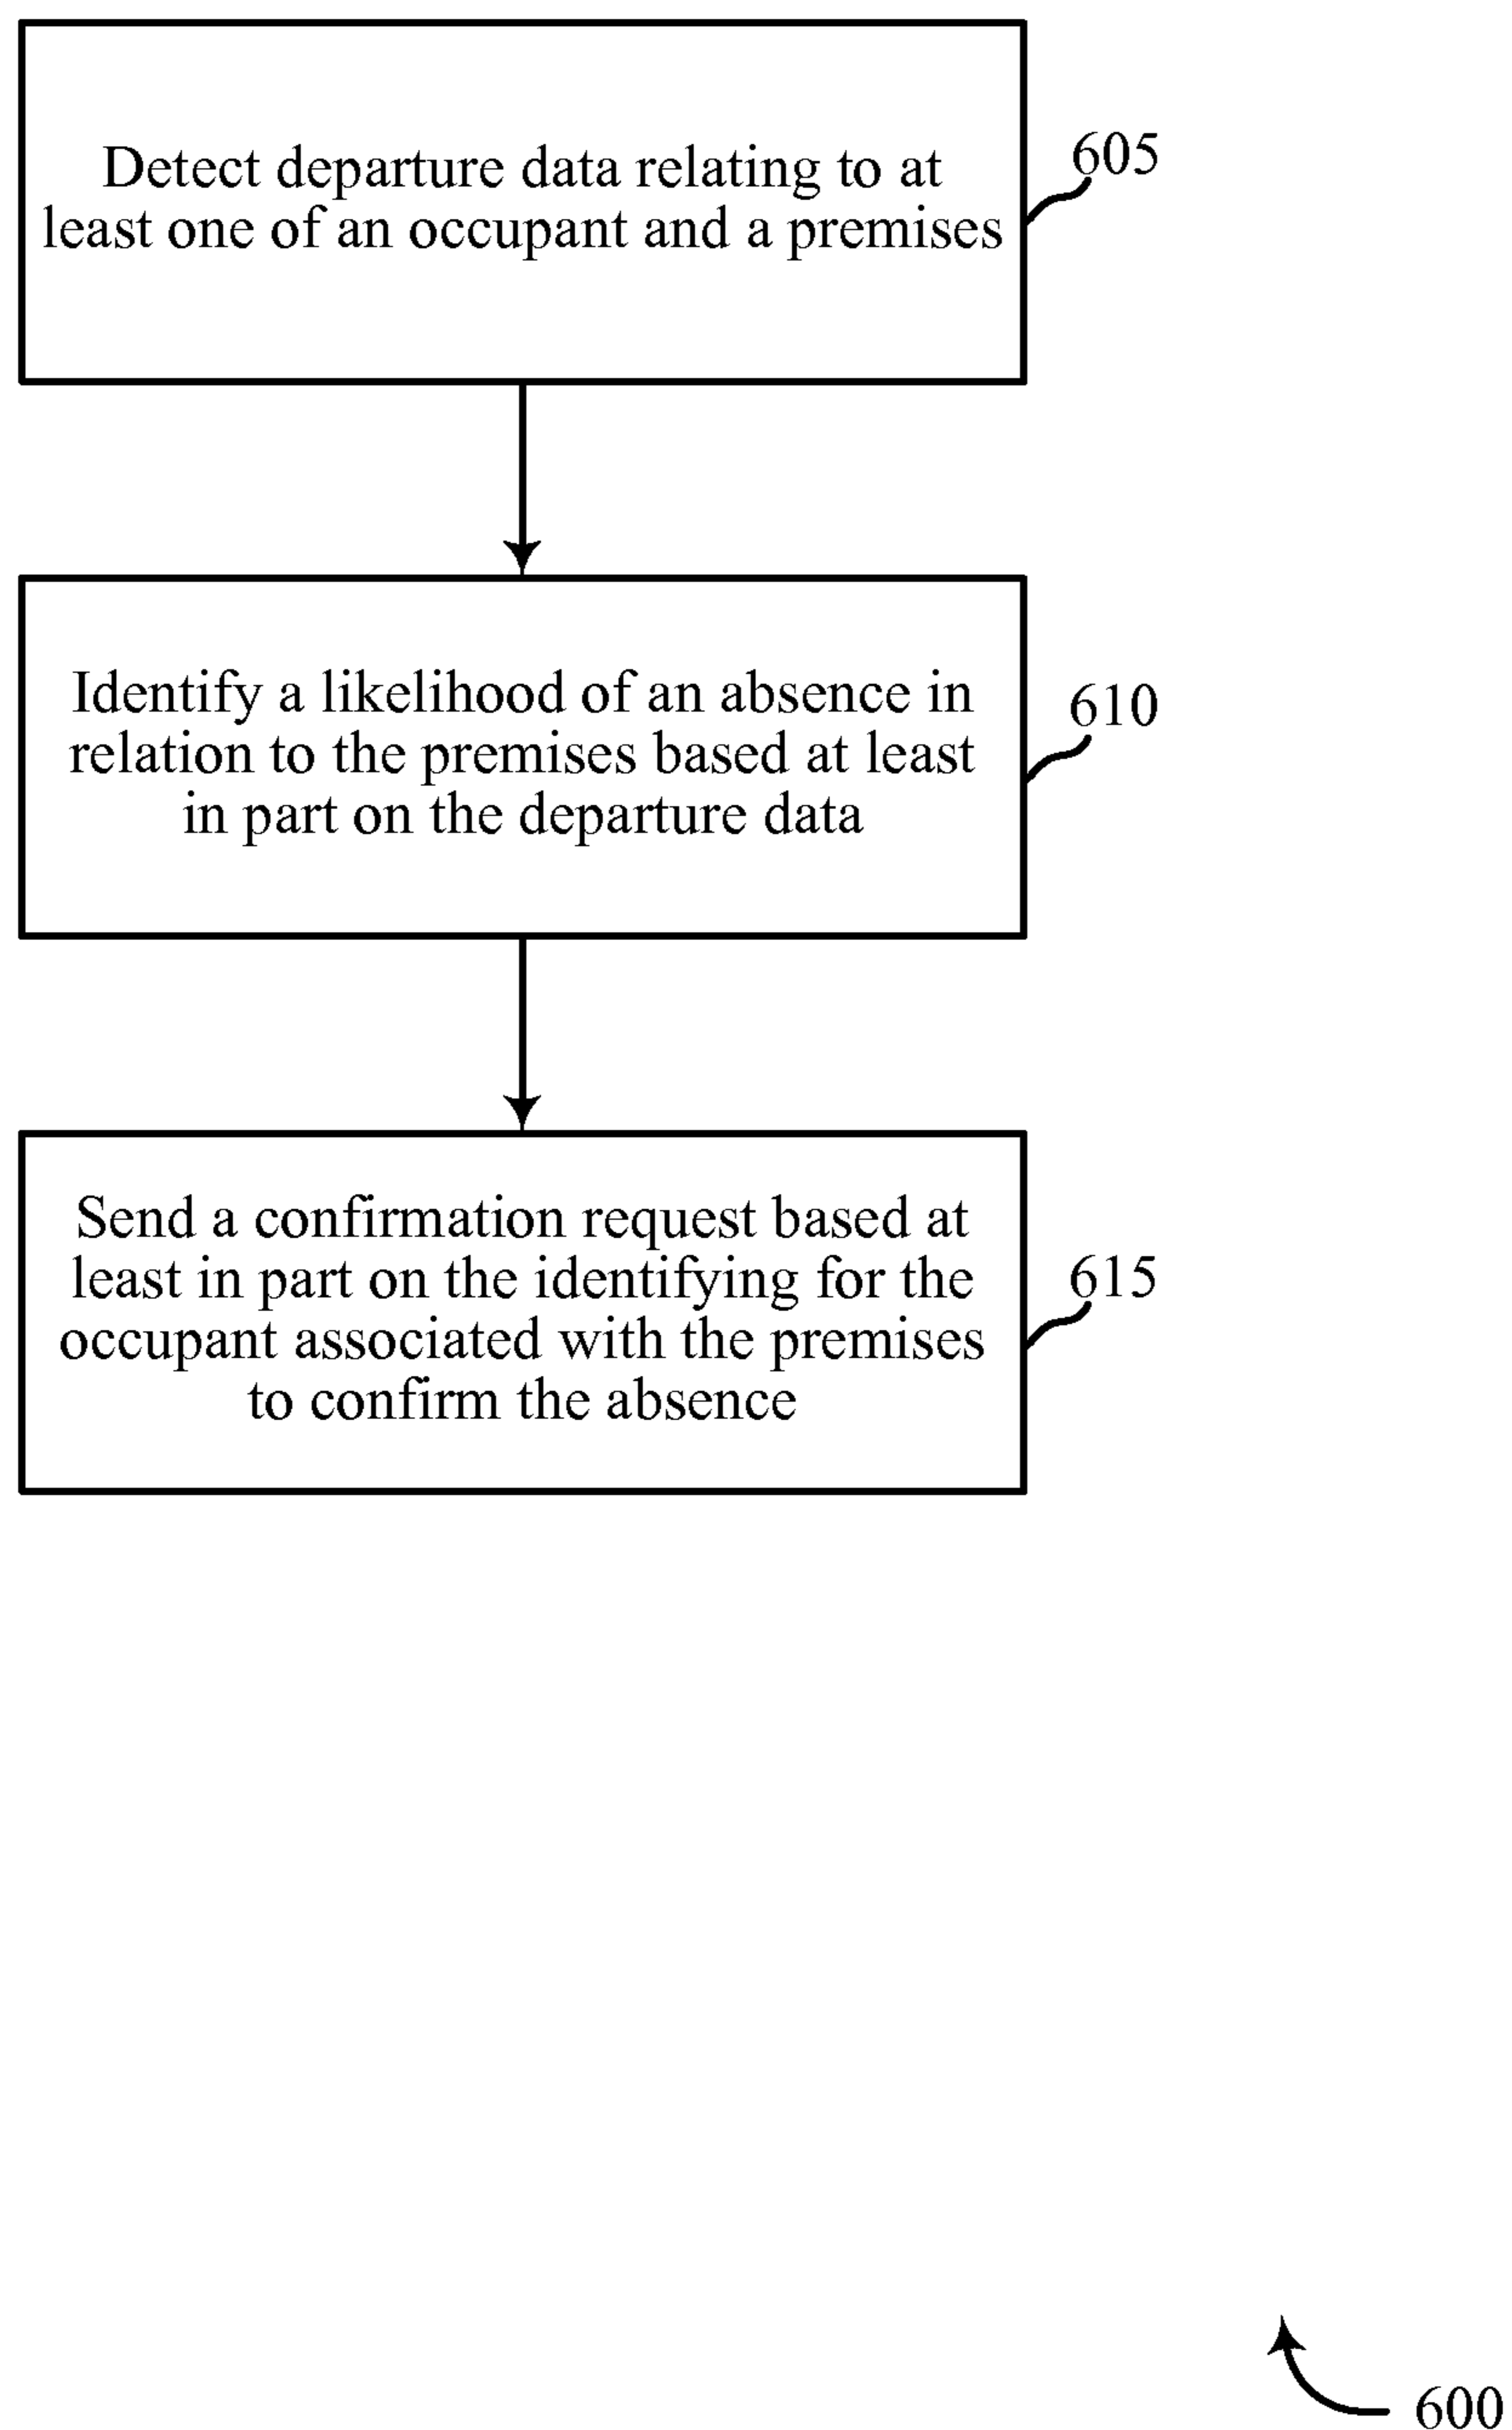 Detect departure data relating to at
least one of an occupant and a premises
605
Identify a likelihood of an absence in
relation to the premises based at least
in part on the departure data
610
Send a confirmation request based at
least in part on the identifying for the
occupant associated with the premises
to confirm the absence
615
600